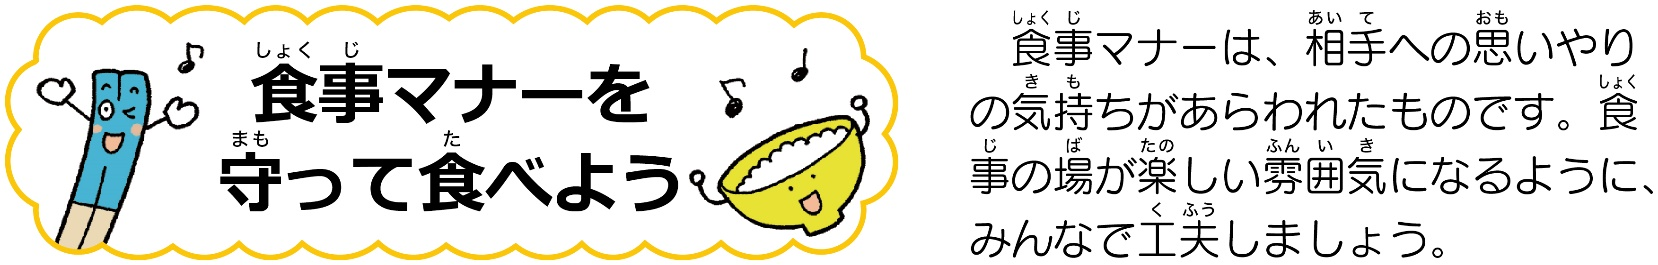 食事マナーを
守って食べよう
食事マナーは、相手への思いやり
の気持ちがあらわれたものです。食
事の場が楽しい雰囲気になるように、
みんなで工夫しましょう。